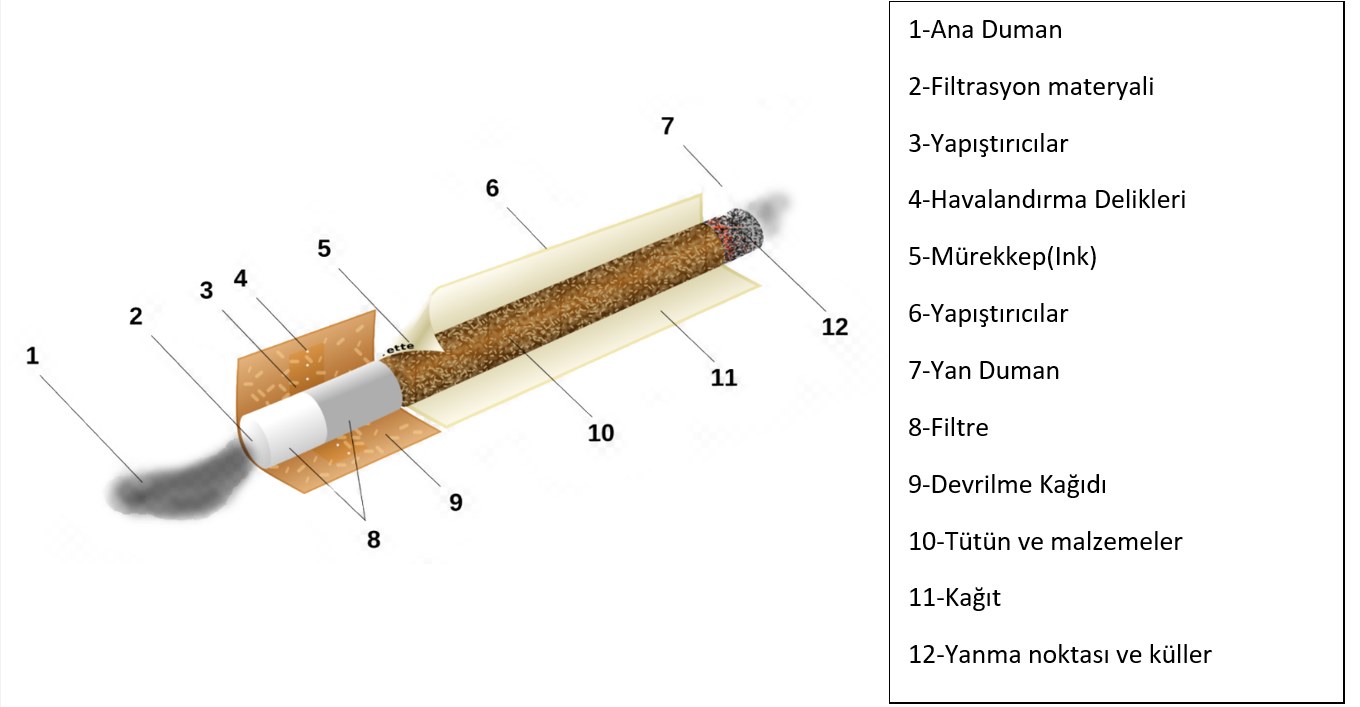 1
2
3
4
5
6
7
8
9
10
11
12
.ette
1-Ana Duman
2-Filtrasyon materyali
3-Yapıştırıcılar
4-Havalandırma Delikleri
5-Mürekkep(Ink)
6-Yapıştırıcılar
7-Yan Duman
8-Filtre
9-Devrilme Kağıdı
10-Tütün ve malzemeler
11-Kağıt
12-Yanma noktası ve küller